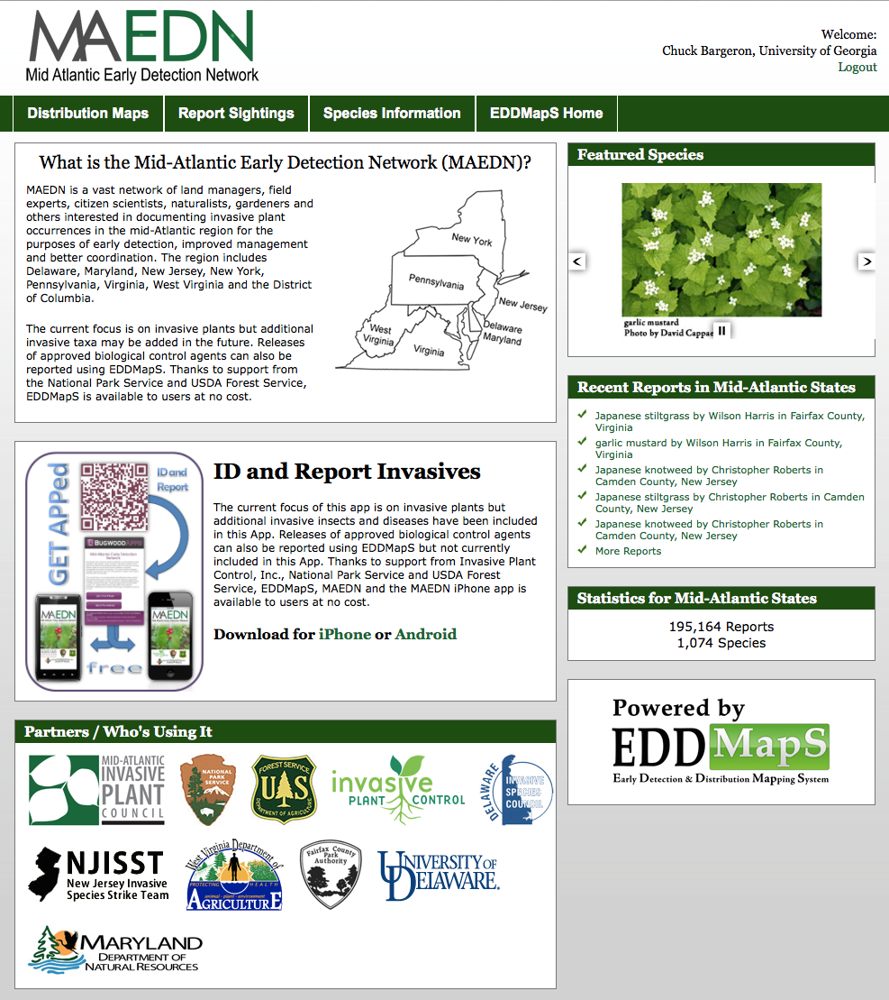 MAEDN
Mid Atlantic Early Detection Network
Welcome:
Chuck Bargeron, University of Georgia
Logout
Distribution Maps
Report Sightings
Species Information
EDDMapS Home
What is the Mid-Atlantic Early Detection Network (MAEDN)?
MAEDN is a vast network of land managers, field
experts, citizen scientists, naturalists, gardeners and
others interested in documenting invasive plant
occurrences in the mid-Atlantic region for the
purposes of early detection, improved management
and better coordination. The region includes
Delaware, Maryland, New Jersey, New York,
Pennsylvania, Virginia, West Virginia and the District
of Columbia.
The current focus is on invasive plants but additional
invasive taxa may be added in the future. Releases
of approved biological control agents can also be
reported using EDDMapS. Thanks to support from
the National Park Service and USDA Forest Service,
EDDMapS is available to users at no cost.
New York
Pennsylvania
New Jersey
Delaware
Maryland
West
Virginia
Virginia
Featured Species
<
>
garlic mustard
Photo by David Cappae
Recent Reports in Mid-Atlantic States
Japanese stiltgrass by Wilson Harris in Fairfax County,
Virginia
garlic mustard by Wilson Harris in Fairfax County,
Virginia
Japanese knotweed by Christopher Roberts in
Camden County, New Jersey
Japanese stiltgrass by Christopher Roberts in Camden
County, New Jersey
Japanese knotweed by Christopher Roberts in
Camden County, New Jersey
More Reports
Statistics for Mid-Atlantic States
195,164 Reports
1,074 Species
Powered by
EDDMapS
Early Detection & Distribution Mapping System
GET APPed
ID and
Report
BUGWOODAPPS
Mid-Atlantic Early Detection
Network
MAEDN
MAEDN
free
ID and Report Invasives
The current focus of this app is on invasive plants but
additional invasive insects and diseases have been included
in this App. Releases of approved biological control agents
can also be reported using EDDMapS but not currently
included in this App. Thanks to support from Invasive Plant
Control, Inc., National Park Service and USDA Forest
Service, EDDMapS, MAEDN and the MAEDN iPhone app is
available to users at no cost.
Download for iPhone or Android
Partners / Who's Using It
MID-ATLANTIC
INVASIVE
PLANT
COUNCIL
NATIONAL
PARK
SERVICE
FOREST SERVICE
U S
DEPARTMENT OF AGRICULTURE
invasive
PLANT CONTROL
DELAWARE
INVASIVE
SPECIES
COUNCIL
NJISST
New Jersey Invasive
Species Strike Team
West Virginia Department of
PROTECTING HEALTH
animal - plant - environment
AGRICULTURE
Fairfax County
Park
Authority
UNIVERSITY OF
DELAWARE.
MARYLAND
DEPARTMENT OF
NATURAL RESOURCES